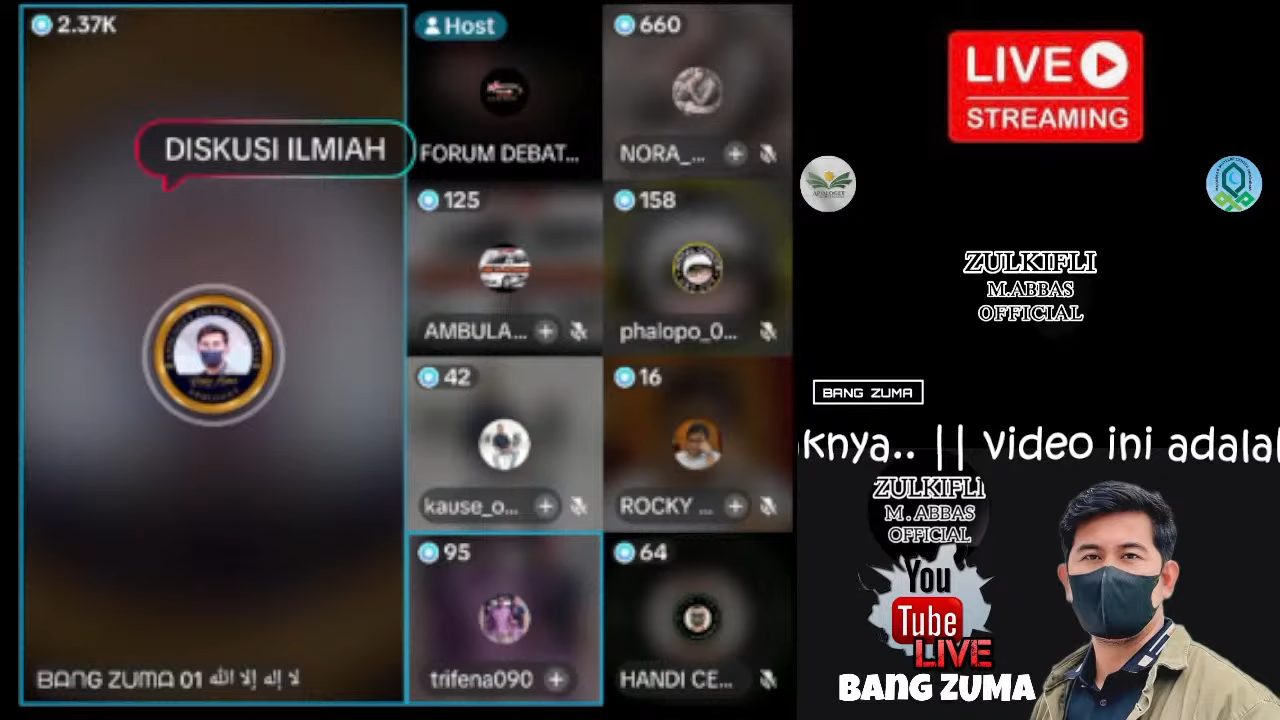 2.37K
DISKUSI ILMIAH
BANG ZUMA 01 لا إله إلا الله
Host
FORUM DEBAT...
660
NORA_...
125
AMBULA...
158
phalopo_0...
42
kause_o...
16
ROCKY ...
95
trifena090
64
HANDI CE...
LIVE
STREAMING
ZULKIFLI
M.ABBAS
OFFICIAL
BANG ZUMA
knya.. || video ini adala
ZULKIFLI
M.ABBAS
OFFICIAL
You
Tube
LIVE
BANG ZUMA